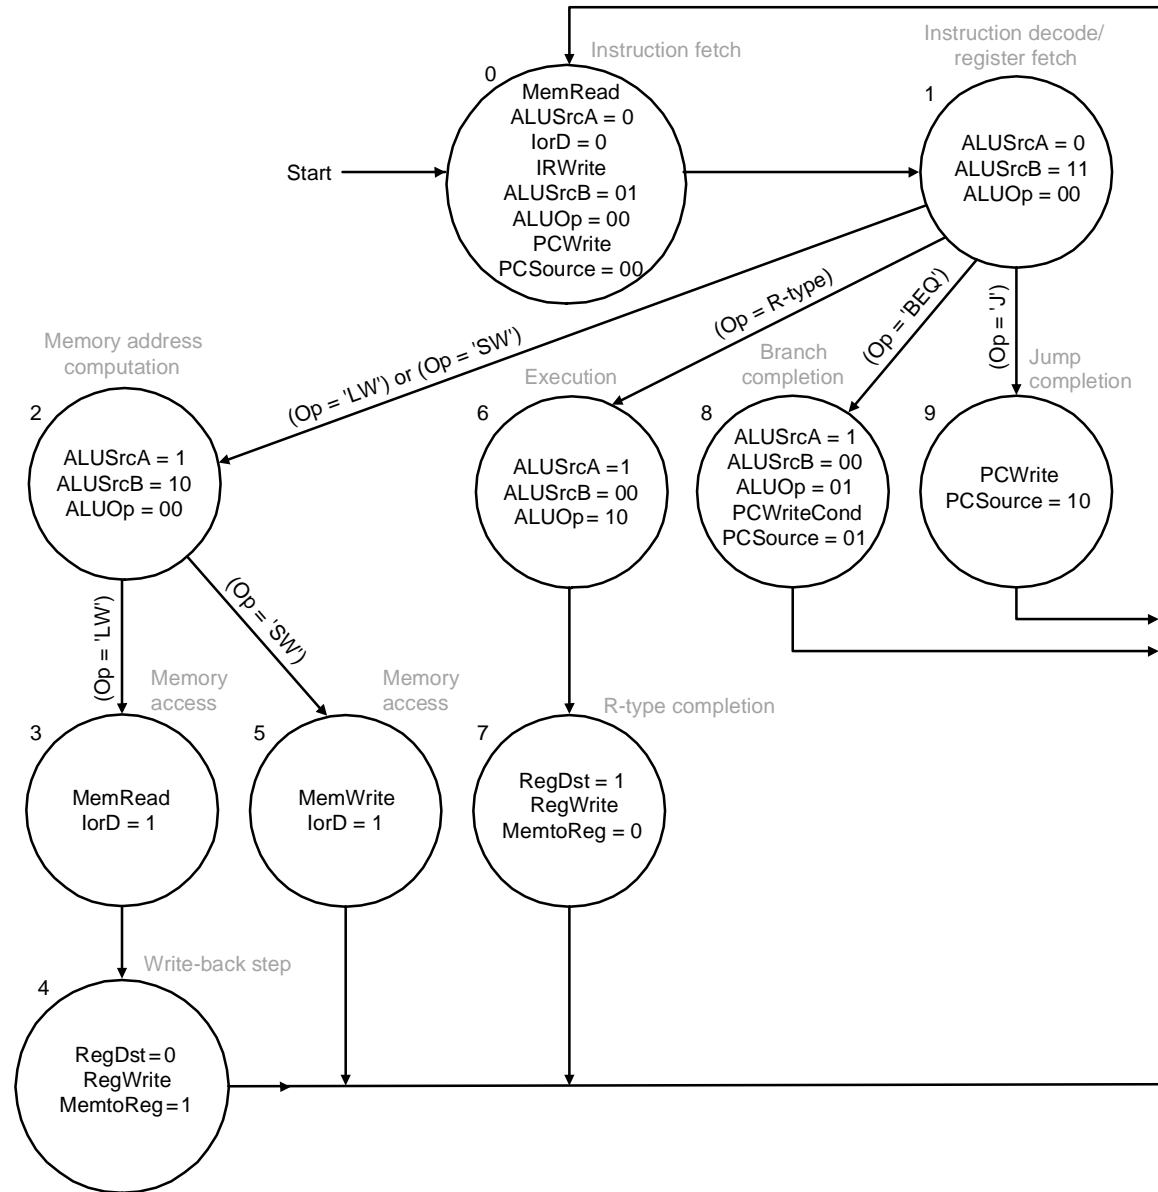 Instruction fetch
0
MemRead
ALUSrcA = 0
IorD = 0
IRWrite
ALUSrcB = 01
ALUOp = 00
PCWrite
PCSource = 00
Start
Instruction decode/
register fetch
1
ALUSrcA = 0
ALUSrcB = 11
ALUOp = 00
(Op = 'LW') or (Op = 'SW')
(Op = R-type)
(Op = 'BEQ')
(Op = 'J')
Memory address
computation
2
ALUSrcA = 1
ALUSrcB = 10
ALUOp = 00
Execution
6
ALUSrcA = 1
ALUSrcB = 00
ALUOp = 10
Branch
completion
8
ALUSrcA = 1
ALUSrcB = 00
ALUOp = 01
PCWriteCond
PCSource = 01
Jump
completion
9
PCWrite
PCSource = 10
(Op = 'LW')
(Op = 'SW')
Memory
access
3
MemRead
IorD = 1
Memory
access
5
MemWrite
IorD = 1
R-type completion
7
RegDst = 1
RegWrite
MemtoReg = 0
Write-back step
4
RegDst = 0
RegWrite
MemtoReg = 1